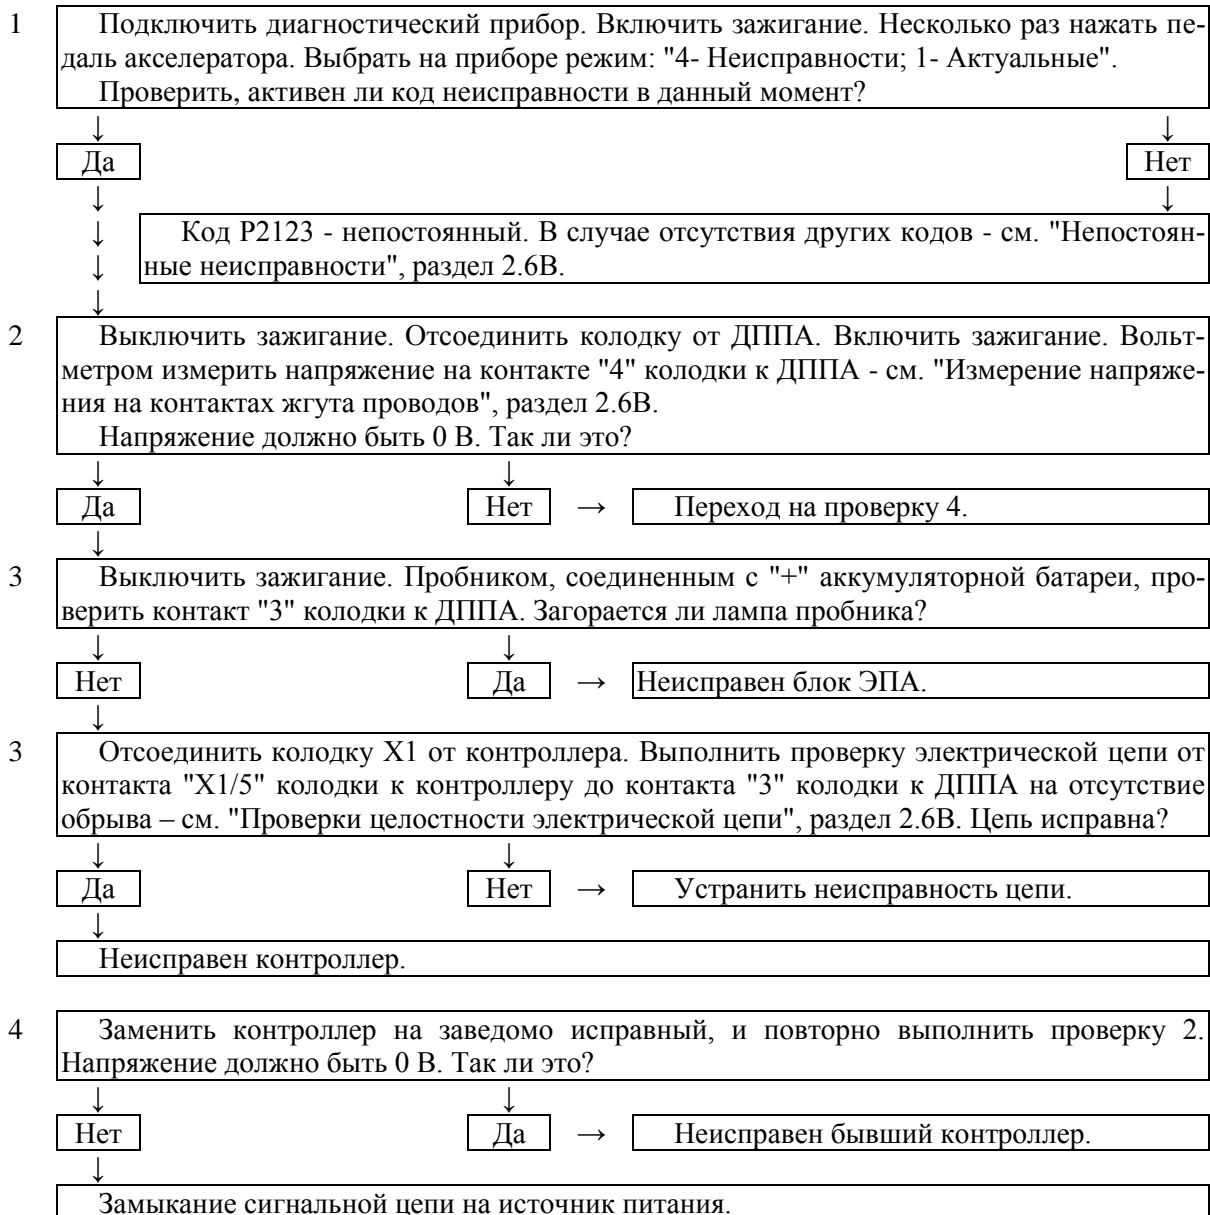 1 Подключить диагностический прибор. Включить зажигание. Несколько раз нажать пе-
даль акселератора. Выбрать на приборе режим: "4- Неисправности; 1- Актуальные".
Проверить, активен ли код неисправности в данный момент?
↓ ↓
Да Нет
↓ ↓
↓ Код Р2123 - непостоянный. В случае отсутствия других кодов - см. "Непостоян-
↓ ные неисправности", раздел 2.6В.
↓
2 Выключить зажигание. Отсоединить колодку от ДППА. Включить зажигание. Вольт-
метром измерить напряжение на контакте "4" колодки к ДППА - см. "Измерение напряже-
ния на контактах жгута проводов", раздел 2.6В.
Напряжение должно быть 0 В. Так ли это?
↓ ↓
Да Нет → Переход на проверку 4.
↓
3 Выключить зажигание. Пробником, соединенным с "+" аккумуляторной батареи, про-
верить контакт "3" колодки к ДППА. Загорается ли лампа пробника?
↓ ↓
Нет Да → Неисправен блок ЭПА.
↓
3 Отсоединить колодку Х1 от контроллера. Выполнить проверку электрической цепи от
контакта "Х1/5" колодки к контроллеру до контакта "3" колодки к ДППА на отсутствие
обрыва – см. "Проверки целостности электрической цепи", раздел 2.6В. Цепь исправна?
↓ ↓
Да Нет → Устранить неисправность цепи.
↓
Неисправен контроллер.
4 Заменить контроллер на заведомо исправный, и повторно выполнить проверку 2.
Напряжение должно быть 0 В. Так ли это?
↓ ↓
Нет Да → Неисправен бывший контроллер.
↓
Замыкание сигнальной цепи на источник питания.